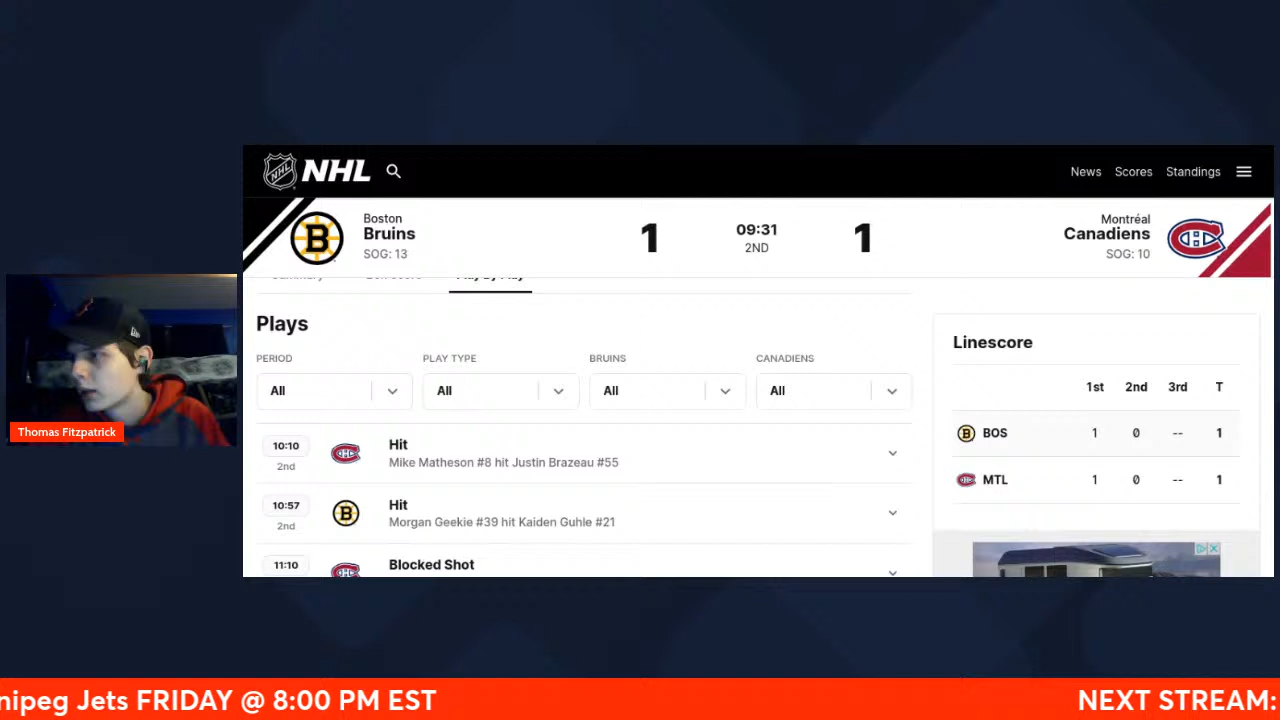 NHL
News Scores Standings
Boston
Bruins
SOG: 13
1
09:31
2ND
1
Montréal
Canadiens
SOG: 10
Play By Play
Plays
PERIOD PLAY TYPE BRUINS CANADIENS
All All All All
10:10
2nd
Hit
Mike Matheson #8 hit Justin Brazeau #55
10:57
2nd
B
Hit
Morgan Geekie #39 hit Kaiden Guhle #21
11:10
Blocked Shot
Linescore
1st 2nd 3rd T
BOS 1 0 -- 1
MTL 1 0 -- 1
Thomas Fitzpatrick
nipeg Jets FRIDAY @ 8:00 PM EST
NEXT STREAM: